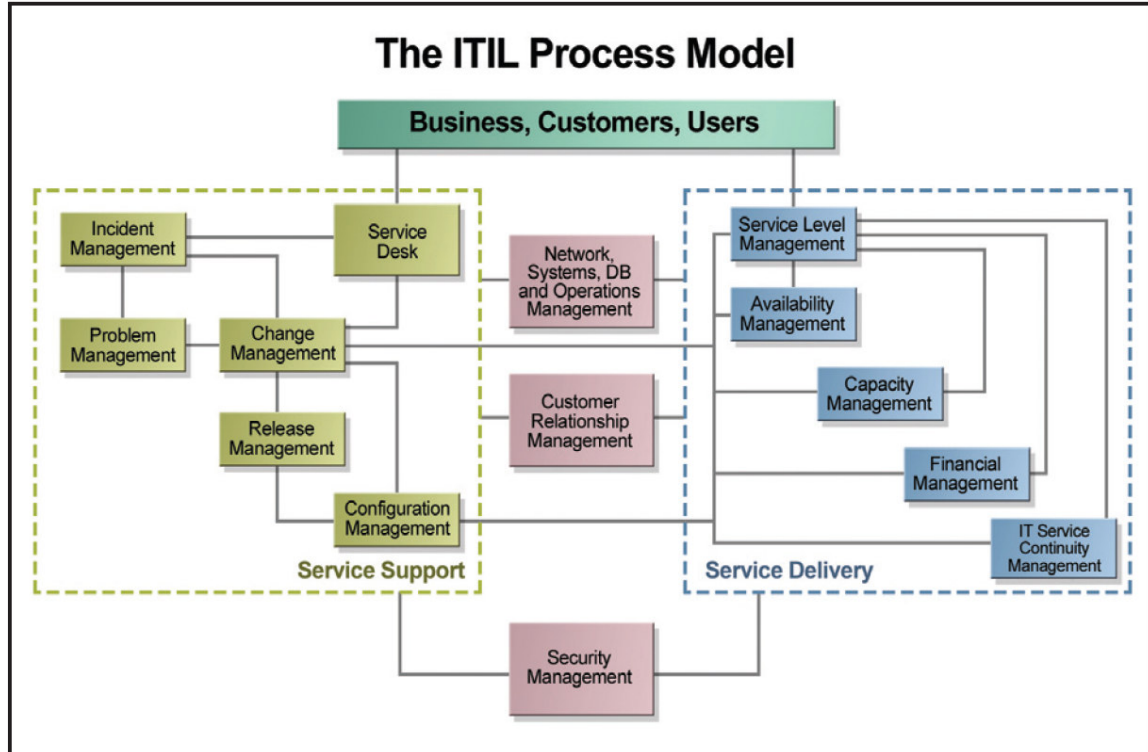 The ITIL Process Model
Business, Customers, Users
Incident
Management
Service
Desk
Problem
Management
Change
Management
Release
Management
Configuration
Management
Service Support
Network,
Systems, DB
and Operations
Management
Customer
Relationship
Management
Security
Management
Service Level
Management
Availability
Management
Capacity
Management
Financial
Management
IT Service
Continuity
Management
Service Delivery